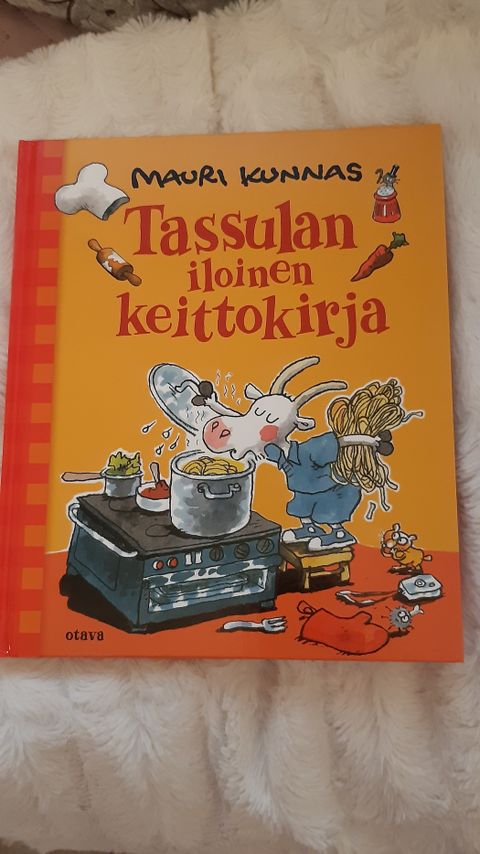 MAURI KUNNAS
Tassulan
iloinen
keittokirja
otava